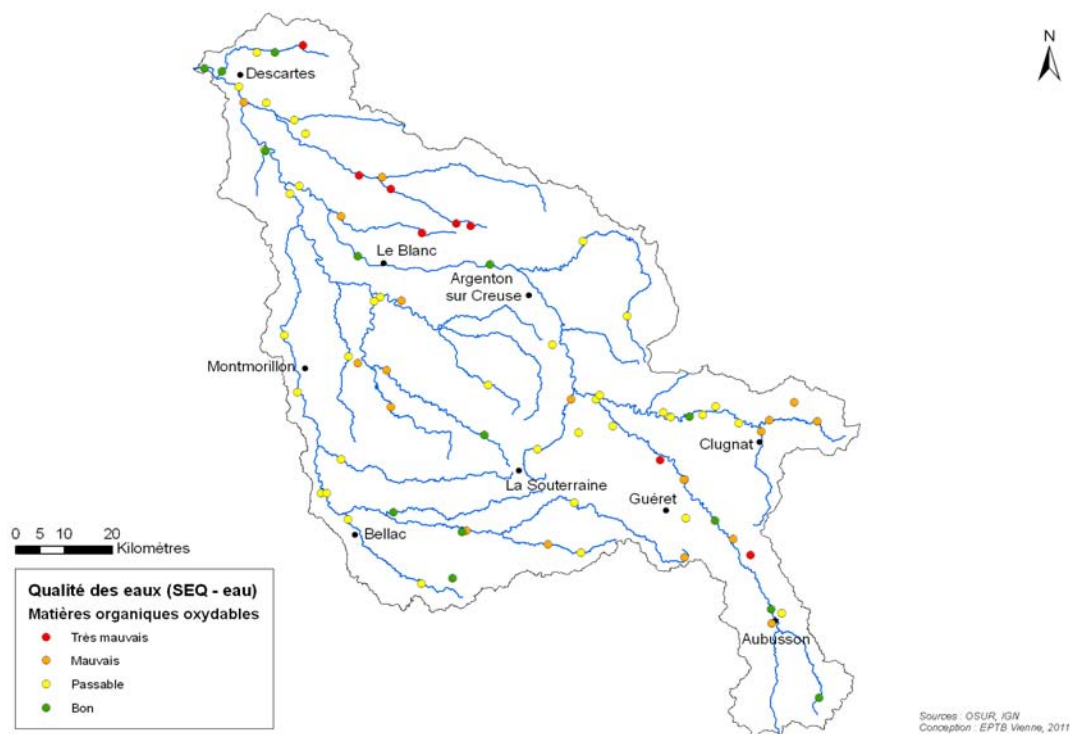 N
Descartes
Le Blanc
Argenton
sur Creuse
Montmorillon
Clugnat
La Souterraine
Guéret
Bellac
Aubusson
0 5 10 20
Kilomètres
Qualité des eaux (SEQ - eau)
Matières organiques oxydables
Très mauvais
Mauvais
Passable
Bon
Sources : OSUR, IGN
Conception : EPTB Vienne, 2011